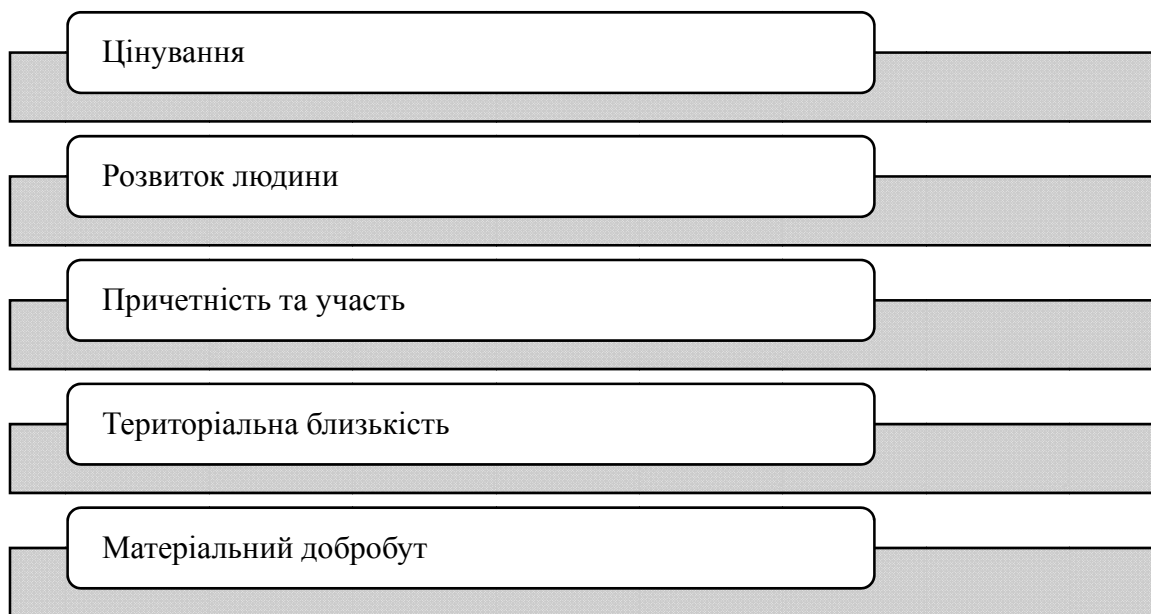 Цінування
Розвиток людини
Причетність та участь
Територіальна близькість
Матеріальний добробут